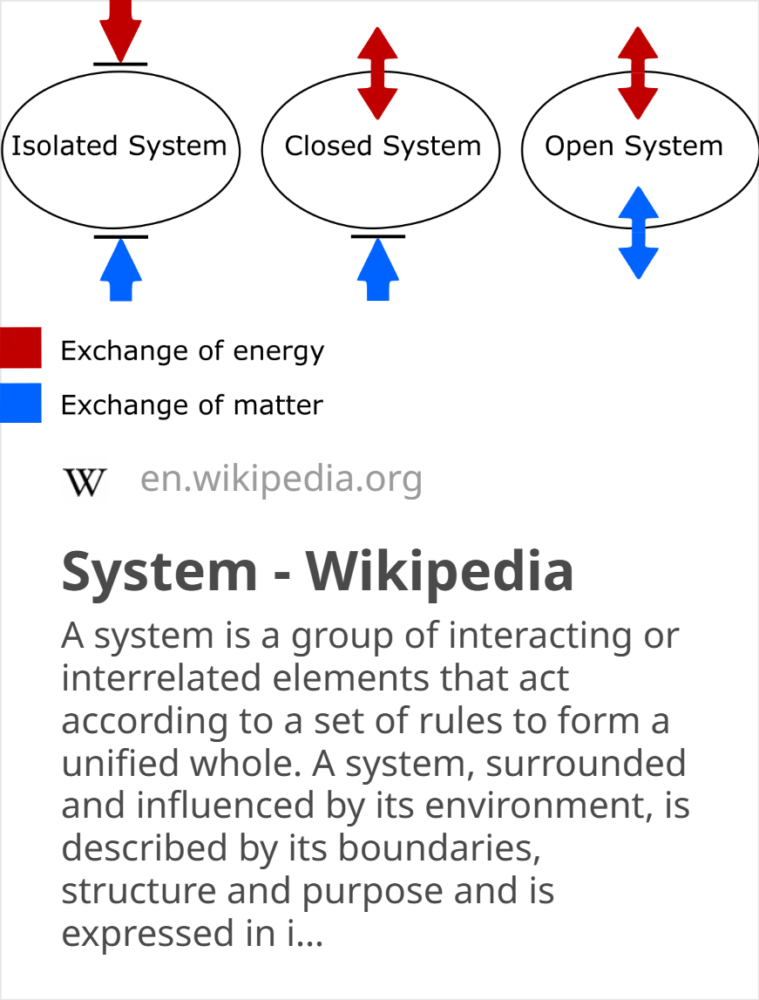 Isolated System
Closed System
Open System
Exchange of energy
Exchange of matter
W en.wikipedia.org
System - Wikipedia
A system is a group of interacting or
interrelated elements that act
according to a set of rules to form a
unified whole. A system, surrounded
and influenced by its environment, is
described by its boundaries,
structure and purpose and is
expressed in i...